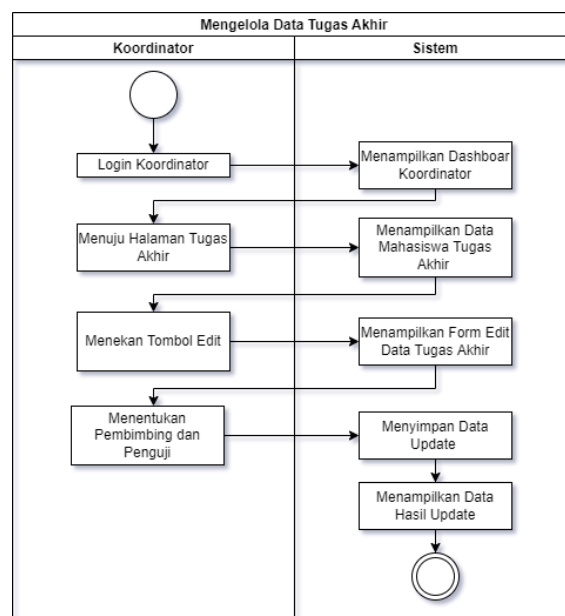 Mengelola Data Tugas Akhir
Koordinator
Sistem
Login Koordinator
Menampilkan Dashboar
Koordinator
Menuju Halaman Tugas
Akhir
Menampilkan Data
Mahasiswa Tugas
Akhir
Menekan Tombol Edit
Menampilkan Form Edit
Data Tugas Akhir
Menentukan
Pembimbing dan
Penguji
Menyimpan Data
Update
Menampilkan Data
Hasil Update